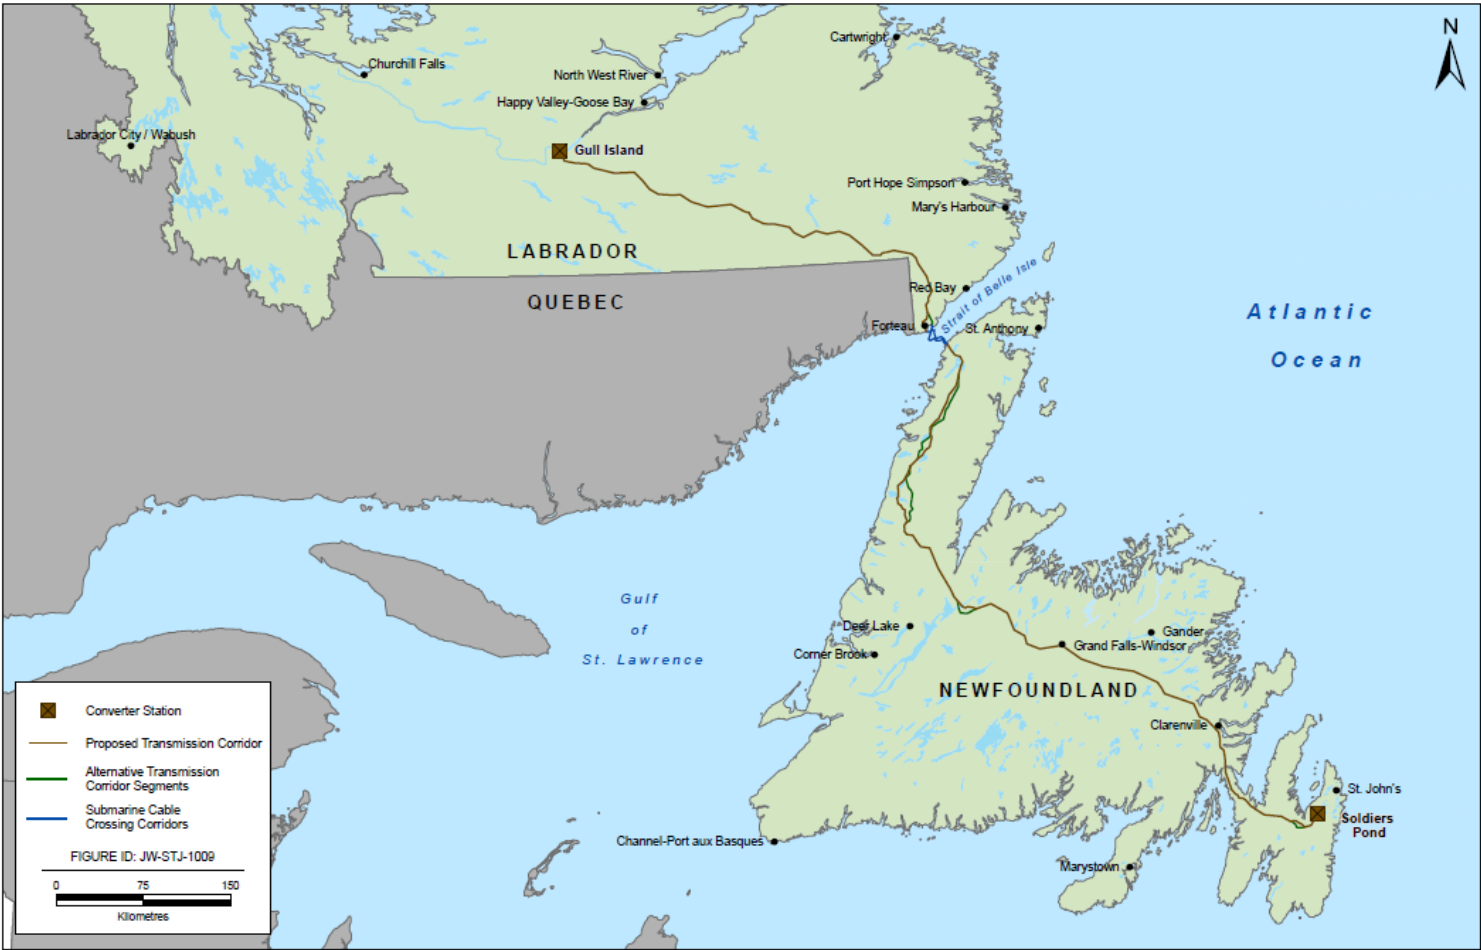 N
Cartwright
Churchill Falls
North West River
Happy Valley-Goose Bay
Labrador City / Wabush
Gull Island
Port Hope Simpson
Mary's Harbour
LABRADOR
QUEBEC
Red Bay
Strait of Belle Isle
Forteau
St. Anthony
Atlantic
Ocean
Gulf
of
St. Lawrence
Deer Lake
Gander
Grand Falls-Windsor
Corner Brook
NEWFOUNDLAND
Clarenville
St. John's
Soldiers
Pond
Channel-Port aux Basques
Marystown
Converter Station
Proposed Transmission Corridor
Alternative Transmission
Corridor Segments
Submarine Cable
Crossing Corridors
FIGURE ID: JW-STJ-1009
0 75 150
Kilometres